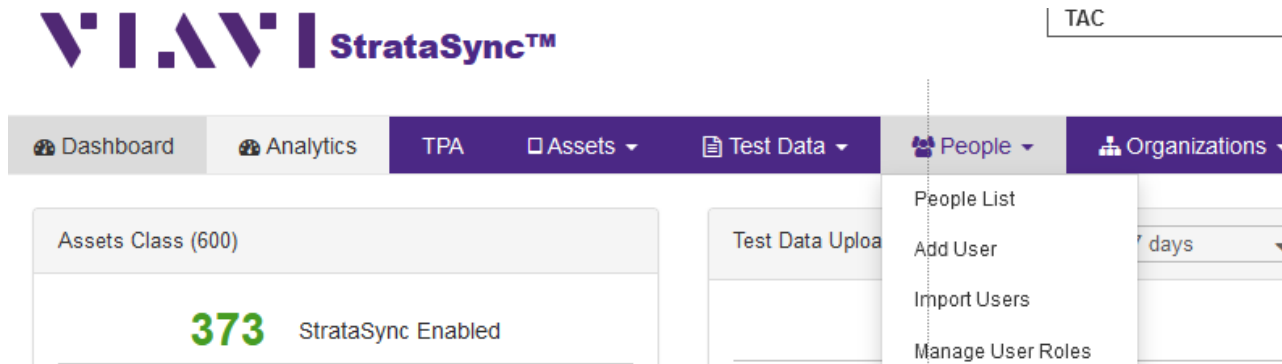 VIAVI StrataSync™
TAC
Dashboard
Analytics
TPA
Assets
Test Data
People
Organizations
People List
Add User
Import Users
Manage User Roles
Assets Class (600)
373 StrataSync Enabled
Test Data
7 days